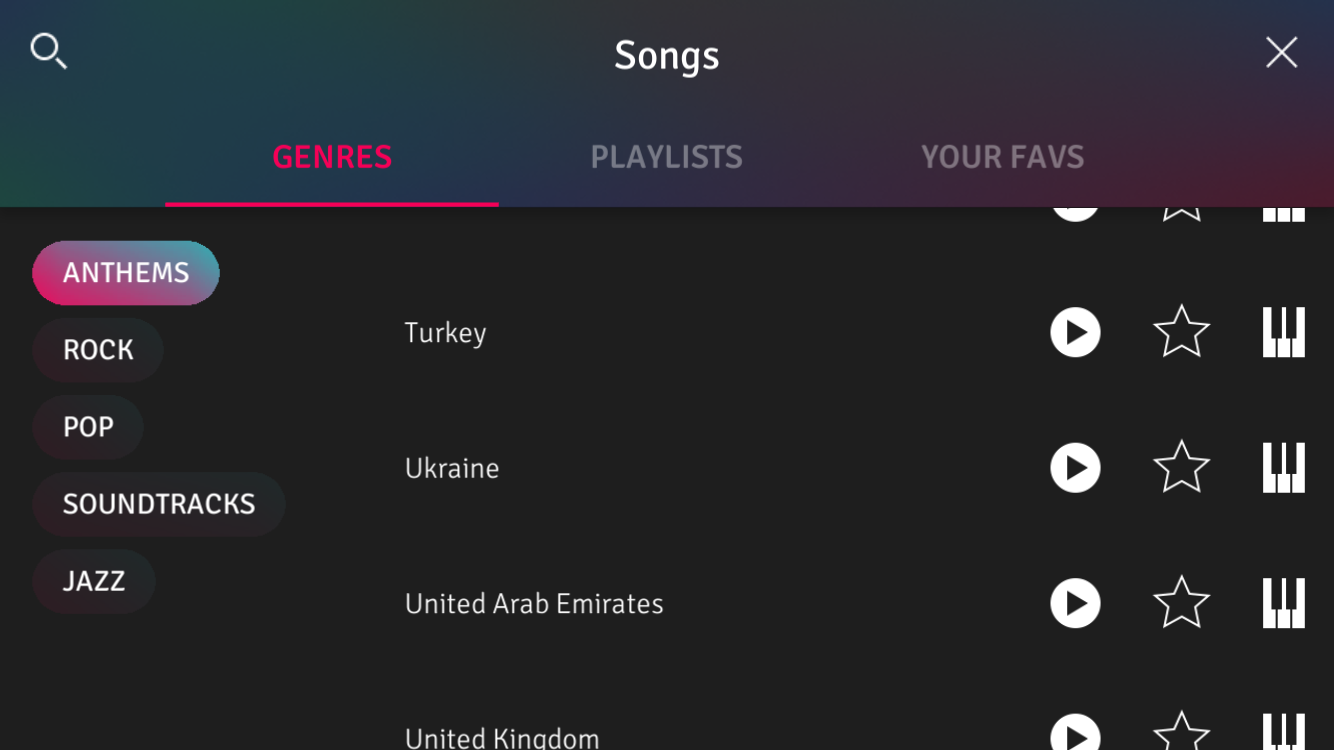 Songs
GENRES
PLAYLISTS
YOUR FAVS
ANTHEMS
ROCK
POP
SOUNDTRACKS
JAZZ
Turkey
Ukraine
United Arab Emirates
United Kingdom